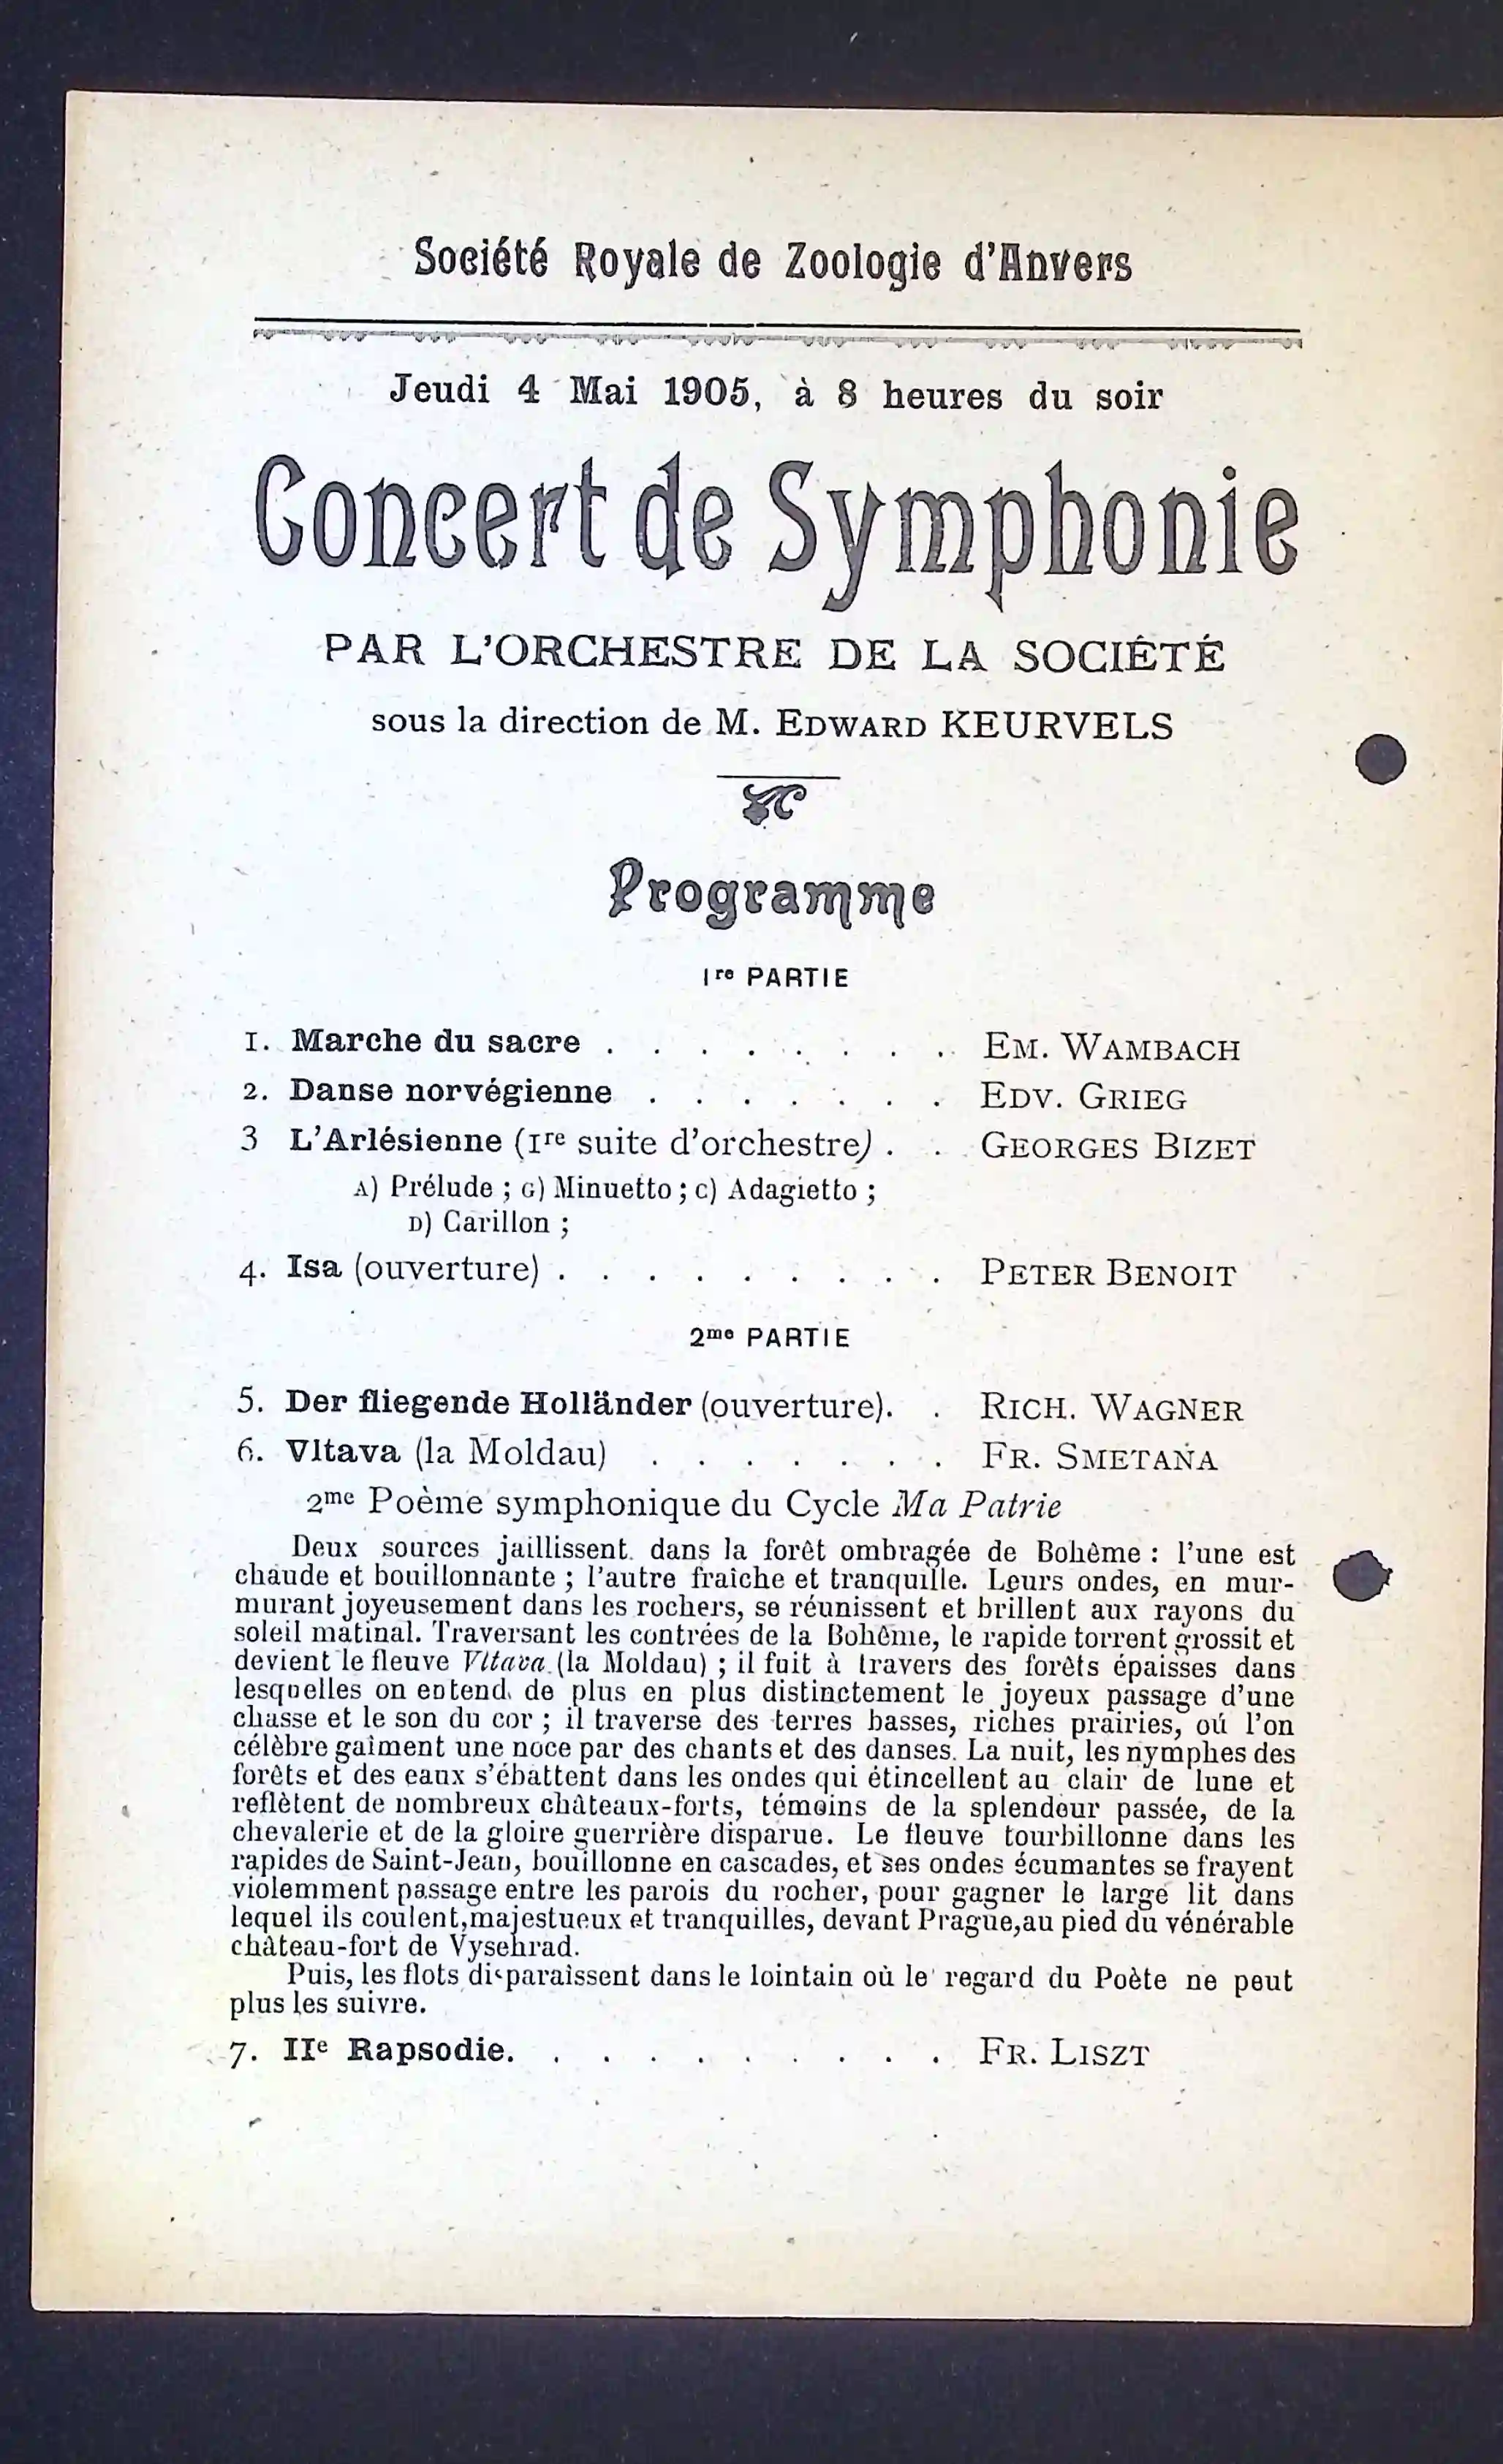 Société Royale de Zoologie d'Anvers
Jeudi 4 Mai 1905, à 8 heures du soir
Concert de Symphonie
PAR L'ORCHESTRE DE LA SOCIÉTÉ
sous la direction de M. EDWARD KEURVELS
Programme
1re PARTIE
1. Marche du sacre . . . . . . . . EM. WAMBACH
2. Danse norvégienne . . . . . . . EDV. GRIEG
3 L'Arlésienne (1re suite d'orchestre) . . GEORGES BIZET
A) Prélude ; G) Minuetto ; C) Adagietto ;
D) Carillon ;
4. Isa (ouverture) . . . . . . . . . PETER BENOIT
2me PARTIE
5. Der fliegende Holländer (ouverture). . RICH. WAGNER
6. Vltava (la Moldau) . . . . . . . FR. SMETANA
2me Poème symphonique du Cycle Ma Patrie
Deux sources jaillissent dans la forêt ombragée de Bohême : l'une est
chaude et bouillonnante ; l'autre fraîche et tranquille. Leurs ondes, en mur-
murant joyeusement dans les rochers, se réunissent et brillent aux rayons du
soleil matinal. Traversant les contrées de la Bohême, le rapide torrent grossit et
devient le fleuve Vltava (la Moldau) ; il fuit à travers des forêts épaisses dans
lesquelles on entend de plus en plus distinctement le joyeux passage d'une
chasse et le son du cor ; il traverse des terres basses, riches prairies, où l'on
célèbre gaîment une noce par des chants et des danses. La nuit, les nymphes des
forêts et des eaux s'ébattent dans les ondes qui étincellent au clair de lune et
reflètent de nombreux châteaux-forts, témoins de la splendeur passée, de la
chevalerie et de la gloire guerrière disparue. Le fleuve tourbillonne dans les
rapides de Saint-Jean, bouillonne en cascades, et ses ondes écumantes se frayent
violemment passage entre les parois du rocher, pour gagner le large lit dans
lequel ils coulent,majestueux et tranquilles, devant Prague,au pied du vénérable
château-fort de Vysehrad.
Puis, les flots disparaissent dans le lointain où le regard du Poète ne peut
plus les suivre.
7. IIe Rapsodie. . . . . . . . . . FR. LISZT